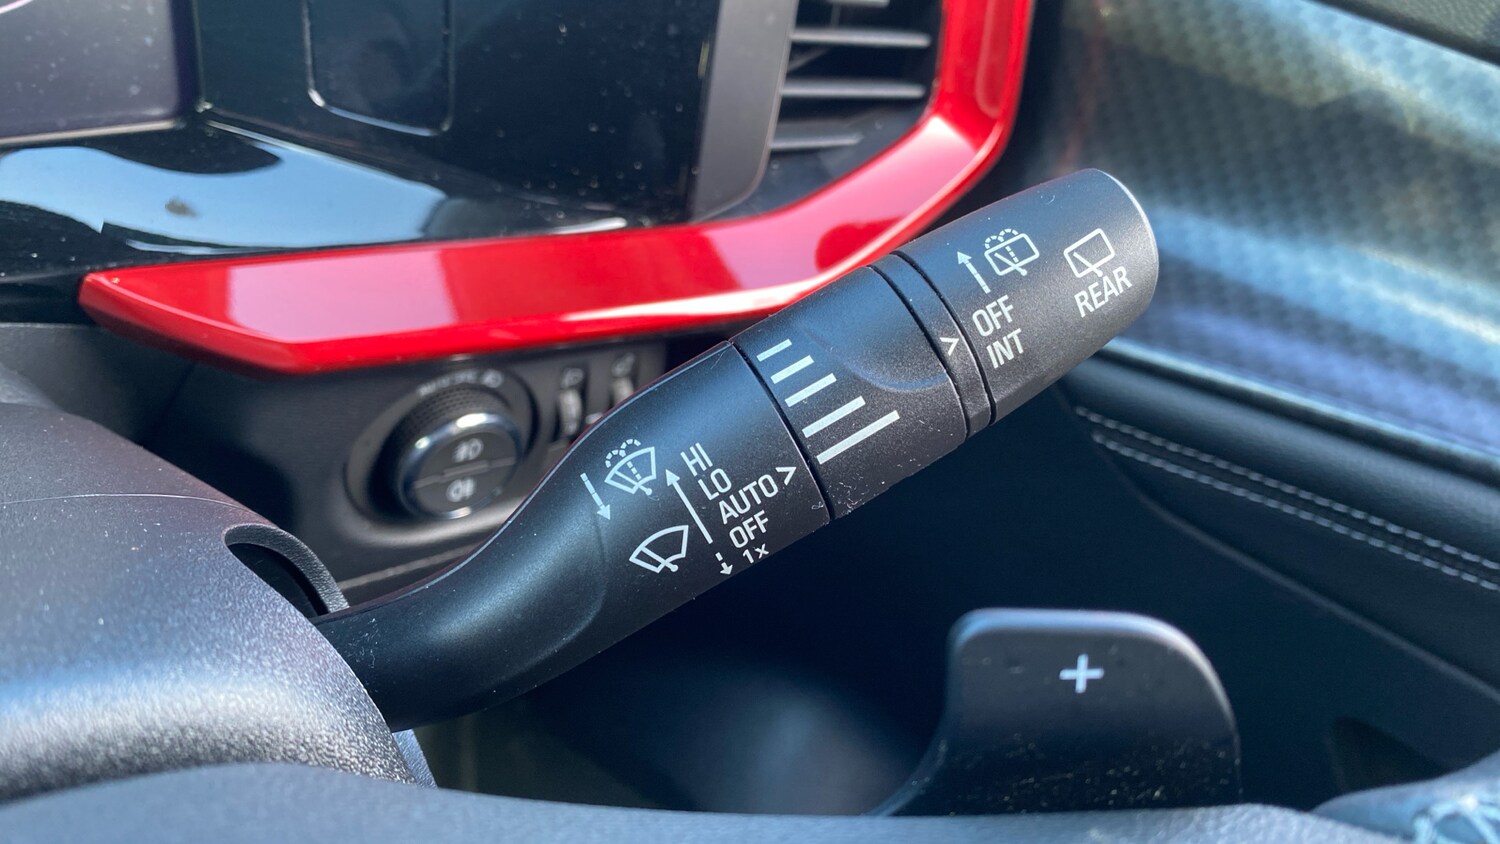 HI
LO
AUTO >
OFF
1x
>
OFF
INT
REAR
+